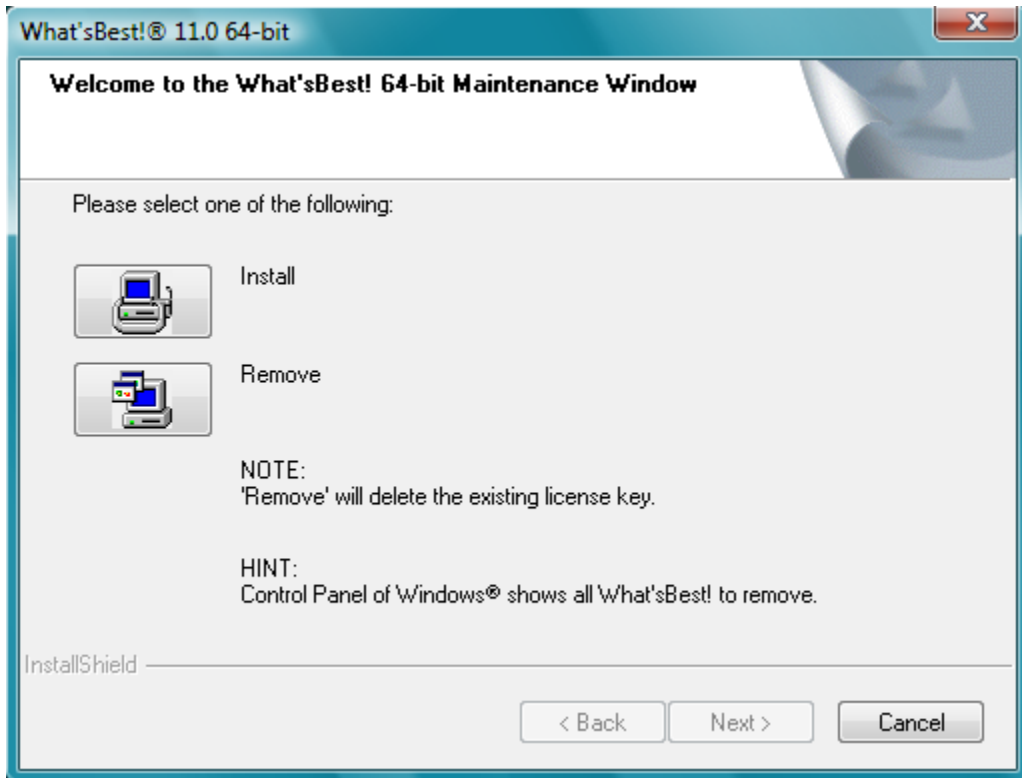 What'sBest!® 11.0 64-bit
Welcome to the What'sBest! 64-bit Maintenance Window
Please select one of the following:
Install
Remove
NOTE:
'Remove' will delete the existing license key.
HINT:
Control Panel of Windows® shows all What'sBest! to remove.
InstallShield
< Back Next > Cancel